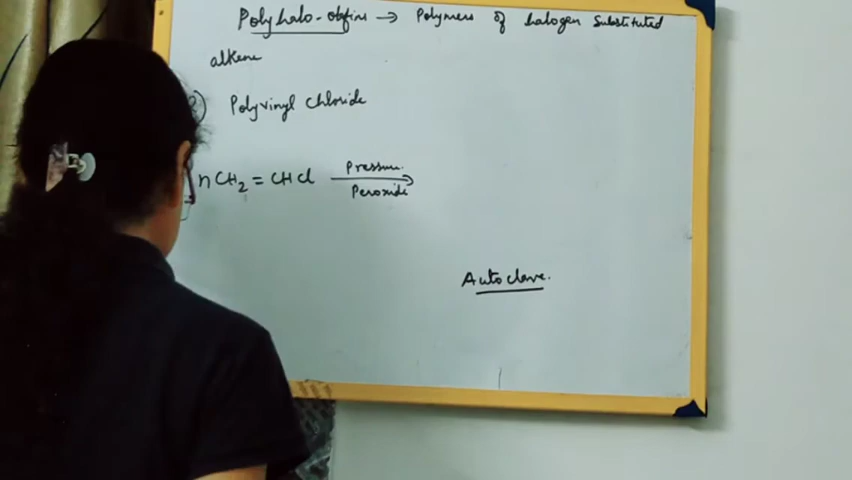 Polyhalo-olefins → Polymers of halogen substituted
alkene
Polyvinyl chloride
nCH2 = CHCl Pressure
Peroxide
Autoclave.